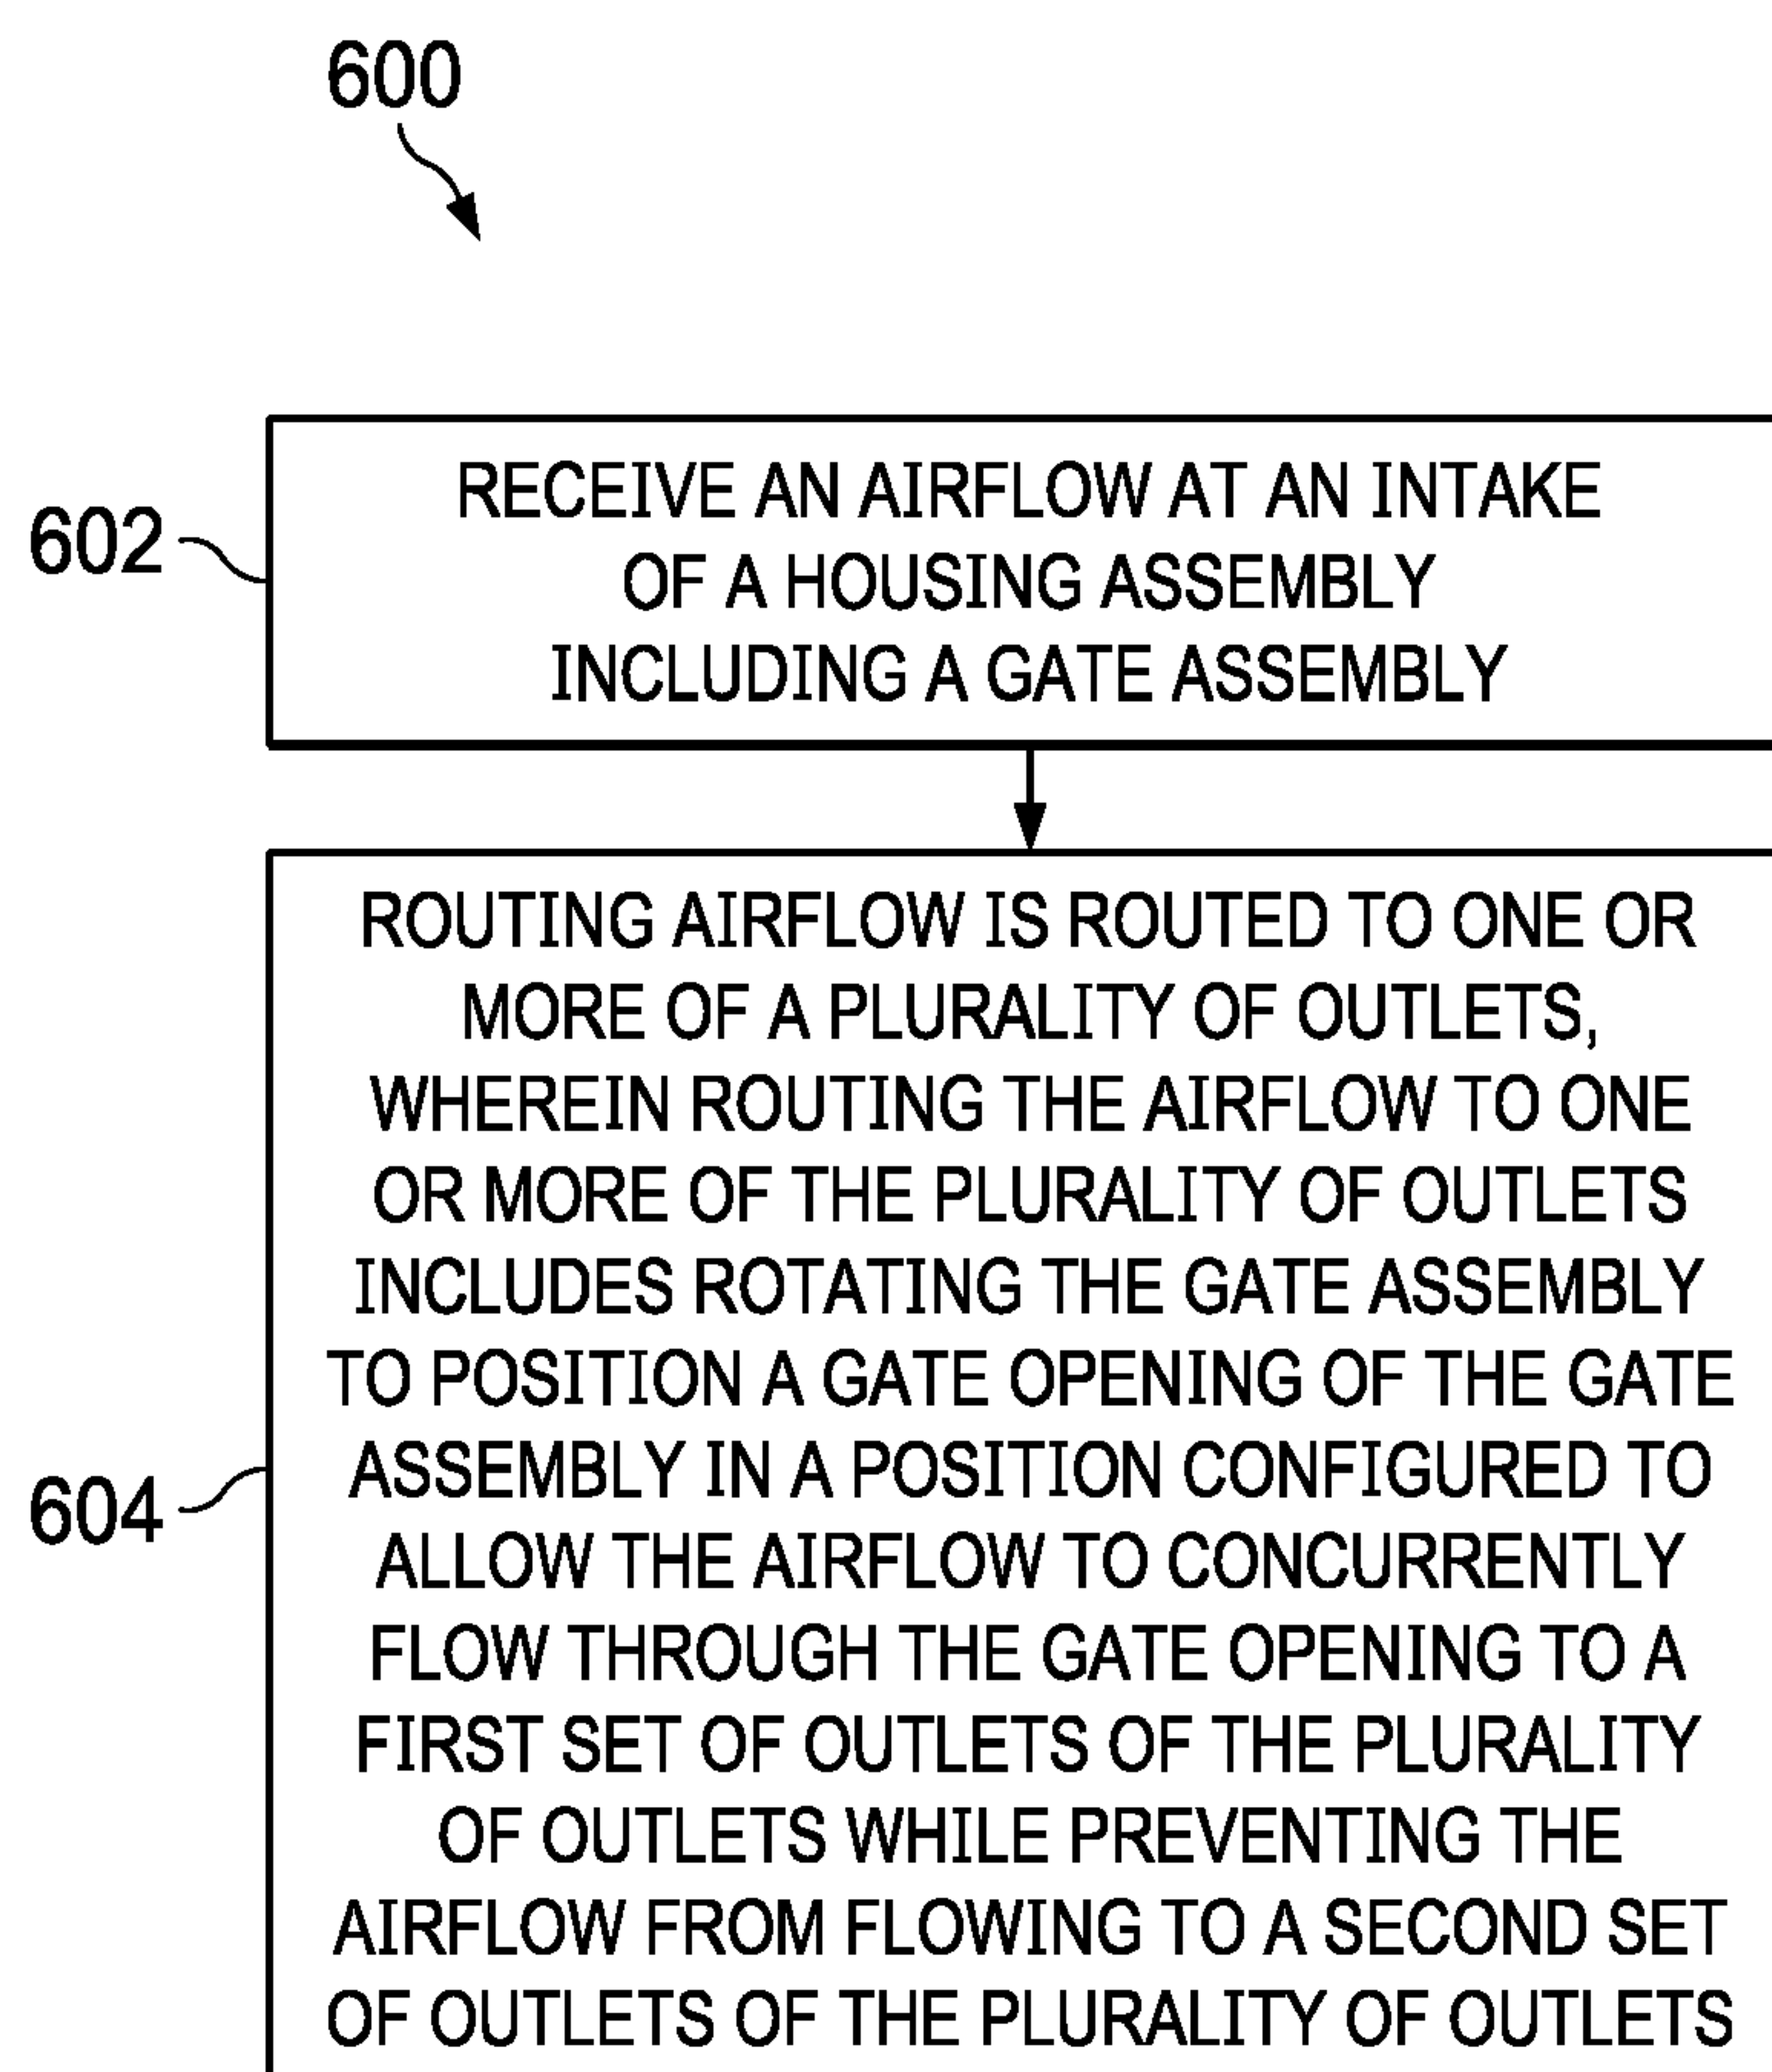 600
602
RECEIVE AN AIRFLOW AT AN INTAKE
OF A HOUSING ASSEMBLY
INCLUDING A GATE ASSEMBLY
604
ROUTING AIRFLOW IS ROUTED TO ONE OR
MORE OF A PLURALITY OF OUTLETS,
WHEREIN ROUTING THE AIRFLOW TO ONE
OR MORE OF THE PLURALITY OF OUTLETS
INCLUDES ROTATING THE GATE ASSEMBLY
TO POSITION A GATE OPENING OF THE GATE
ASSEMBLY IN A POSITION CONFIGURED TO
ALLOW THE AIRFLOW TO CONCURRENTLY
FLOW THROUGH THE GATE OPENING TO A
FIRST SET OF OUTLETS OF THE PLURALITY
OF OUTLETS WHILE PREVENTING THE
AIRFLOW FROM FLOWING TO A SECOND SET
OF OUTLETS OF THE PLURALITY OF OUTLETS